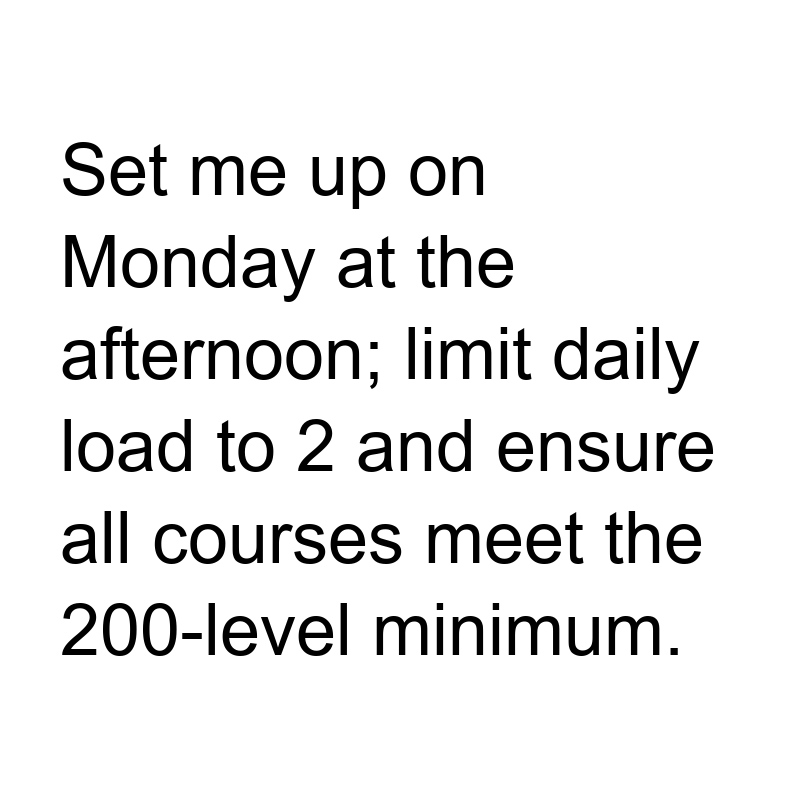 Set me up on
Monday at the
afternoon; limit daily
load to 2 and ensure
all courses meet the
200-level minimum.